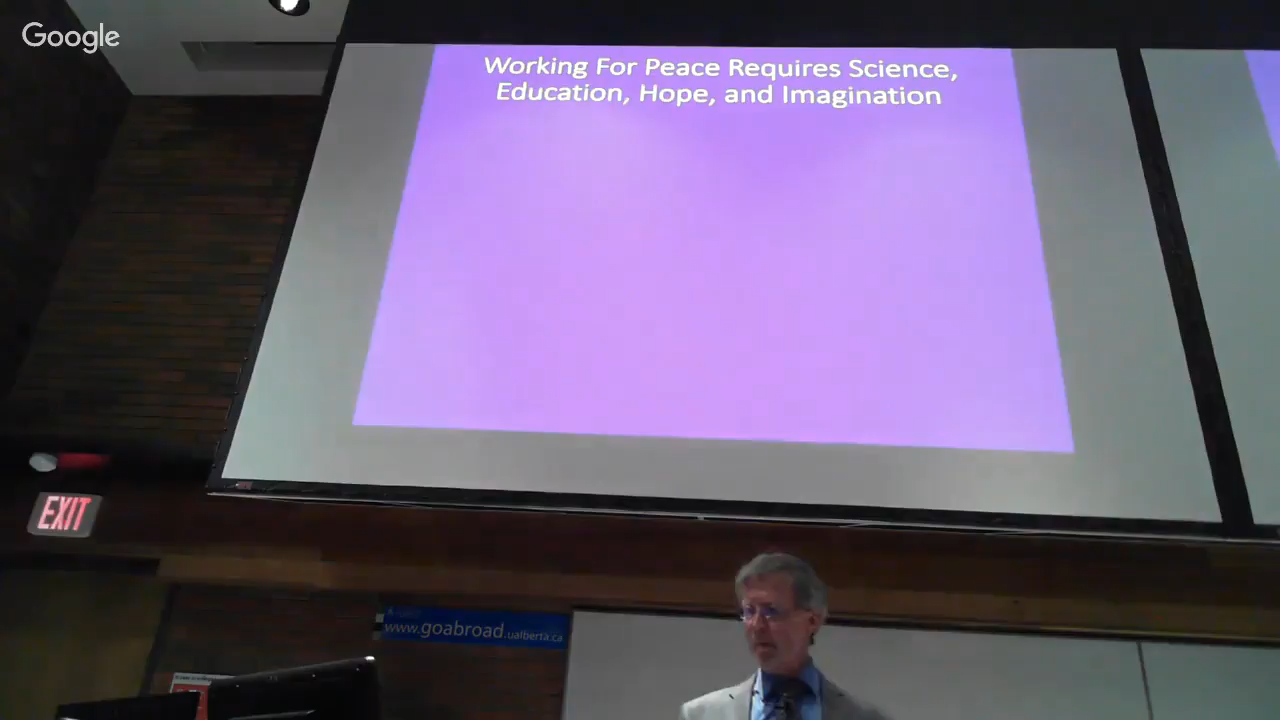 Google
Working For Peace Requires Science,
Education, Hope, and Imagination
EXIT
www.goabroad.ualberta.ca